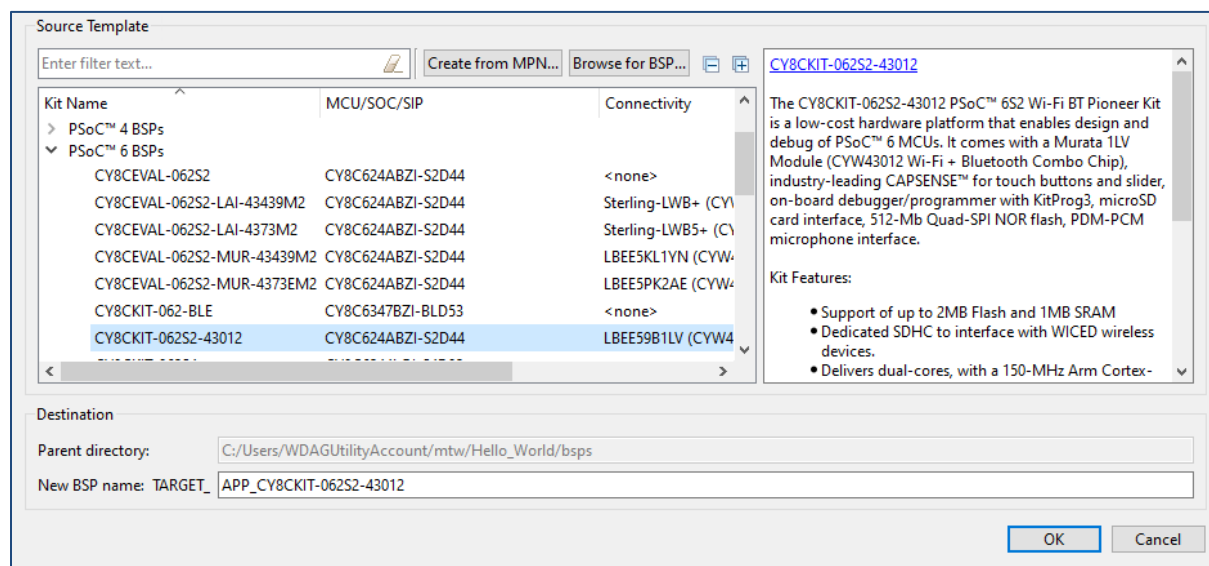 Source Template
Enter filter text...
Create from MPN... Browse for BSP...
Kit Name MCU/SOC/SIP Connectivity
PSoC™ 4 BSPs
PSoC™ 6 BSPs
CY8CEVAL-062S2 CY8C624ABZI-S2D44 <none>
CY8CEVAL-062S2-LAI-43439M2 CY8C624ABZI-S2D44 Sterling-LWB+ (CY
CY8CEVAL-062S2-LAI-4373M2 CY8C624ABZI-S2D44 Sterling-LWB5+ (CY
CY8CEVAL-062S2-MUR-43439M2 CY8C624ABZI-S2D44 LBEE5KL1YN (CYW
CY8CEVAL-062S2-MUR-4373EM2 CY8C624ABZI-S2D44 LBEE5PK2AE (CYW
CY8CKIT-062-BLE CY8C6347BZI-BLD53 <none>
CY8CKIT-062S2-43012 CY8C624ABZI-S2D44 LBEE59B1LV (CYW4
CY8CKIT-062S2-43012
The CY8CKIT-062S2-43012 PSoC™ 6S2 Wi-Fi BT Pioneer Kit
is a low-cost hardware platform that enables design and
debug of PSoC™ 6 MCUs. It comes with a Murata 1LV
Module (CYW43012 Wi-Fi + Bluetooth Combo Chip),
industry-leading CAPSENSE™ for touch buttons and slider,
on-board debugger/programmer with KitProg3, microSD
card interface, 512-Mb Quad-SPI NOR flash, PDM-PCM
microphone interface.
Kit Features:
• Support of up to 2MB Flash and 1MB SRAM
• Dedicated SDHC to interface with WICED wireless
devices.
• Delivers dual-cores, with a 150-MHz Arm Cortex-
Destination
Parent directory: C:/Users/WDAGUtilityAccount/mtw/Hello_World/bsps
New BSP name: TARGET_ APP_CY8CKIT-062S2-43012
OK Cancel